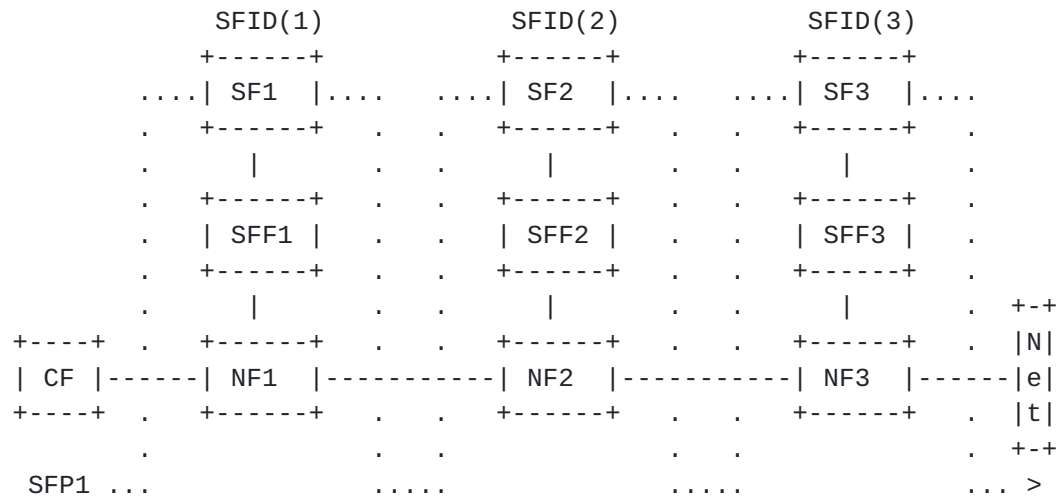 SFID(1) SFID(2) SFID(3)
+------+ +------+ +------+
....| SF1 |.... ....| SF2 |.... ....| SF3 |....
. +------+ . . +------+ . . +------+ .
. | . . | . . | .
. +------+ . . +------+ . . +------+ .
. | SFF1 | . . | SFF2 | . . | SFF3 | .
. +------+ . . +------+ . . +------+ .
. | . . | . . | . +-+
+----+ . +------+ . . +------+ . . +------+ . |N|
| CF |------| NF1 |-----------| NF2 |-----------| NF3 |------|e|
+----+ . +------+ . . +------+ . . +------+ . |t|
. . . . . . +-+
SFP1 ... ..... ..... ... >